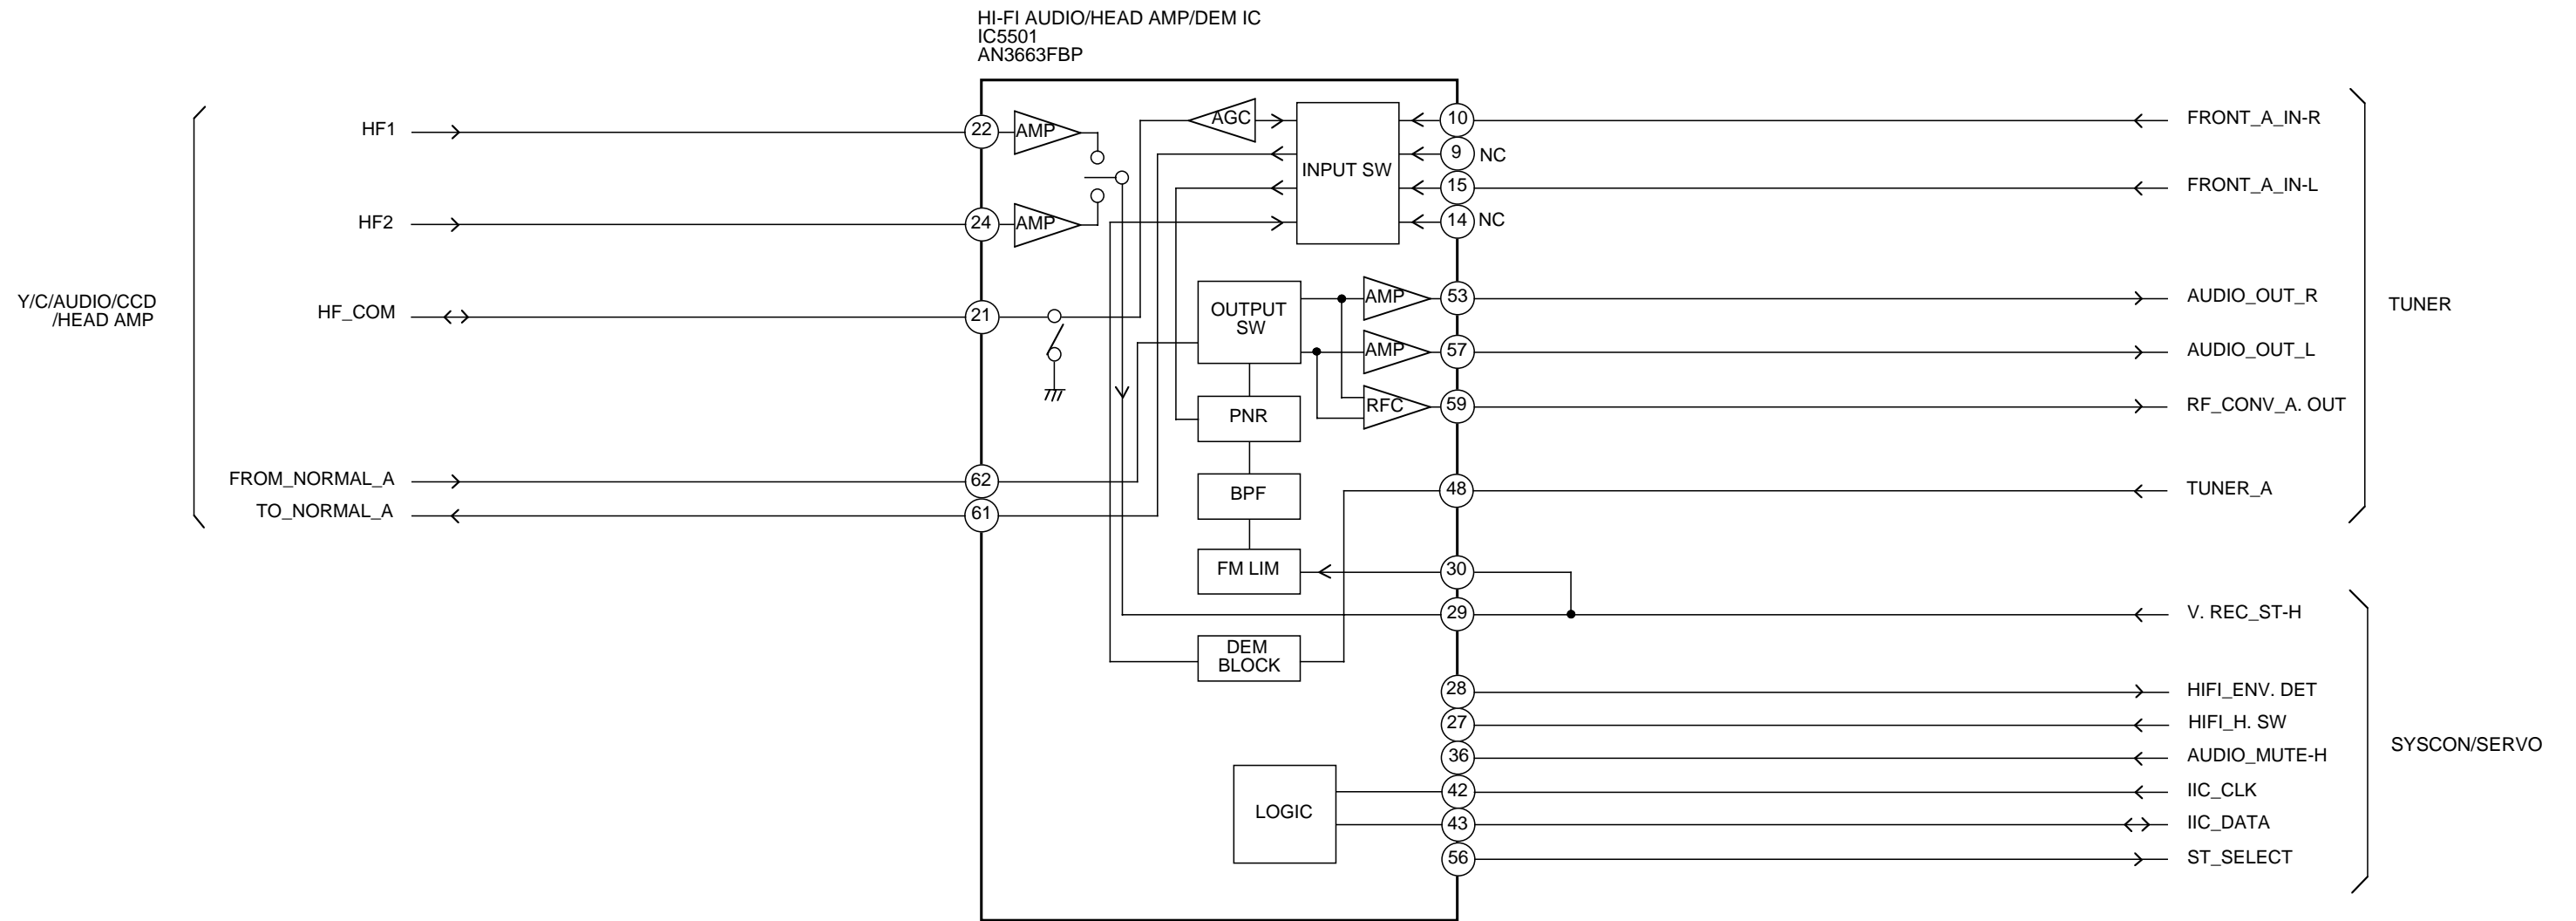 HI-FI AUDIO/HEAD AMP/DEM IC
IC5501
AN3663FBP
Y/C/AUDIO/CCD
/HEAD AMP
HF1
HF2
HF_COM
FROM_NORMAL_A
TO_NORMAL_A
22
24
21
62
61
AMP
AMP
AGC
INPUT SW
OUTPUT
SW
AMP
AMP
RFC
PNR
BPF
FM LIM
DEM
BLOCK
LOGIC
10
9 NC
15
14 NC
53
57
59
48
30
29
28
27
36
42
43
56
FRONT_A_IN-R
FRONT_A_IN-L
AUDIO_OUT_R
AUDIO_OUT_L
RF_CONV_A. OUT
TUNER_A
TUNER
V. REC_ST-H
HIFI_ENV. DET
HIFI_H. SW
AUDIO_MUTE-H
IIC_CLK
IIC_DATA
ST_SELECT
SYSCON/SERVO